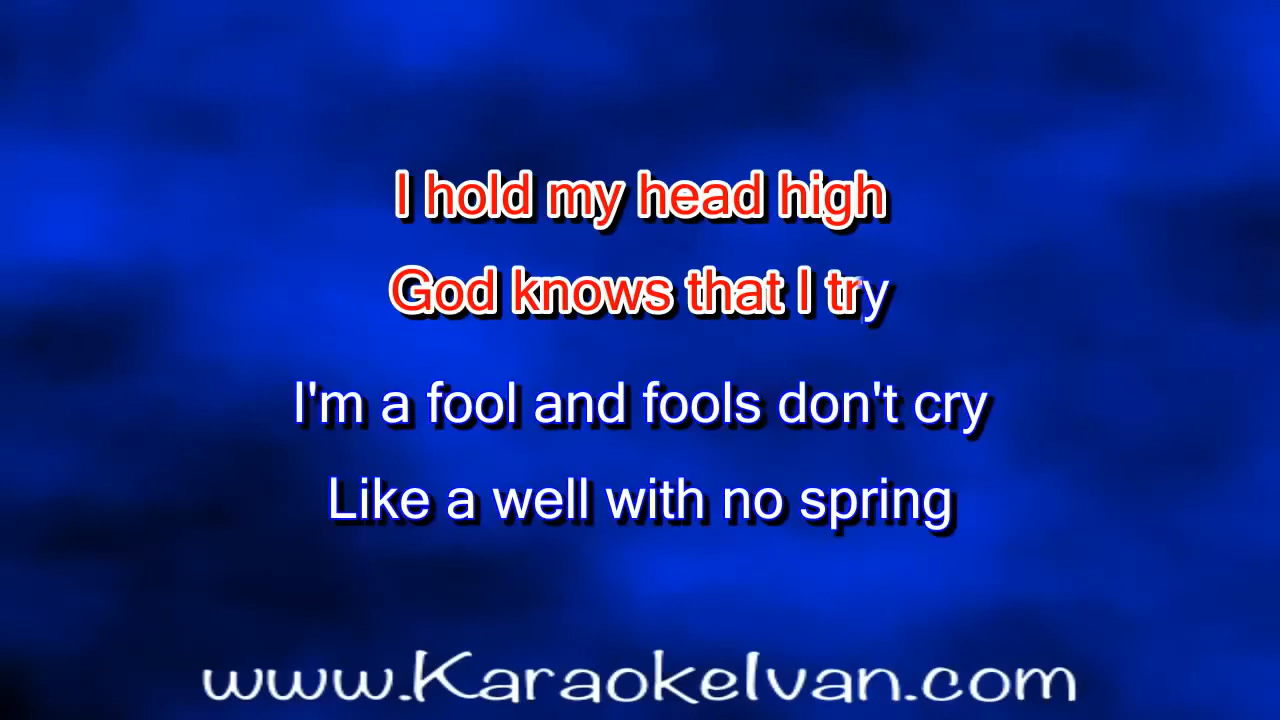 I hold my head high
God knows that I try
I'm a fool and fools don't cry
Like a well with no spring
www.KaraokeIvan.com